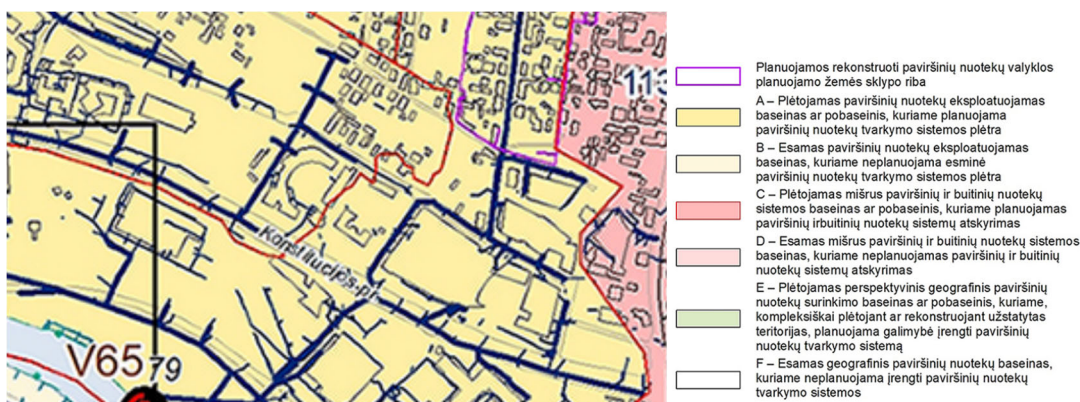 113
Konstitucijos pr.
V65 79
Planuojamos rekonstruoti paviršinių nuotekų valyklos
planuojamo žemės sklypo riba
A – Plėtojamas paviršinių nuotekų eksploatuojamas
baseinas ar pobaseinis, kuriame planuojama
paviršinių nuotekų tvarkymo sistemos plėtra
B – Esamas paviršinių nuotekų eksploatuojamas
baseinas, kuriame neplanuojama esminė
paviršinių nuotekų tvarkymo sistemos plėtra
C – Plėtojamas mišrus paviršinių ir buitinių nuotekų
sistemos baseinas ar pobaseinis, kuriame planuojamas
paviršinių irbuitinių nuotekų sistemų atskyrimas
D – Esamas mišrus paviršinių ir buitinių nuotekų sistemos
baseinas, kuriame neplanuojamas paviršinių ir buitinių
nuotekų sistemų atskyrimas
E – Plėtojamas perspektyvinis geografinis paviršinių
nuotekų surinkimo baseinas ar pobaseinis, kuriame,
kompleksiškai plėtojant ar rekonstruojant užstatytas
teritorijas, planuojama galimybė įrengti paviršinių
nuotekų tvarkymo sistemą
F – Esamas geografinis paviršinių nuotekų baseinas,
kuriame neplanuojama įrengti paviršinių nuotekų
tvarkymo sistemos